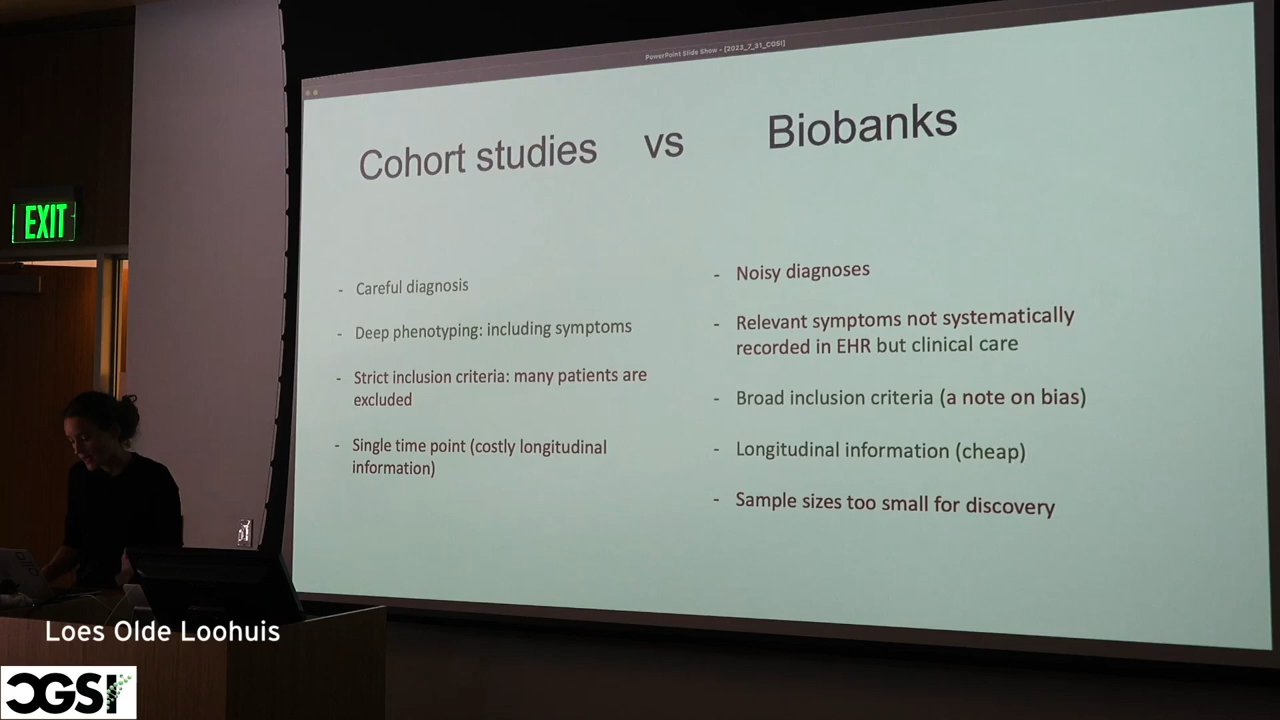 PowerPoint Slide Show - [2023_7_31_CGSI]
Cohort studies vs Biobanks
- Careful diagnosis
- Deep phenotyping: including symptoms
- Strict inclusion criteria: many patients are
excluded
- Single time point (costly longitudinal
information)
- Noisy diagnoses
- Relevant symptoms not systematically
recorded in EHR but clinical care
- Broad inclusion criteria (a note on bias)
- Longitudinal information (cheap)
- Sample sizes too small for discovery
EXIT
Loes Olde Loohuis
CGSI